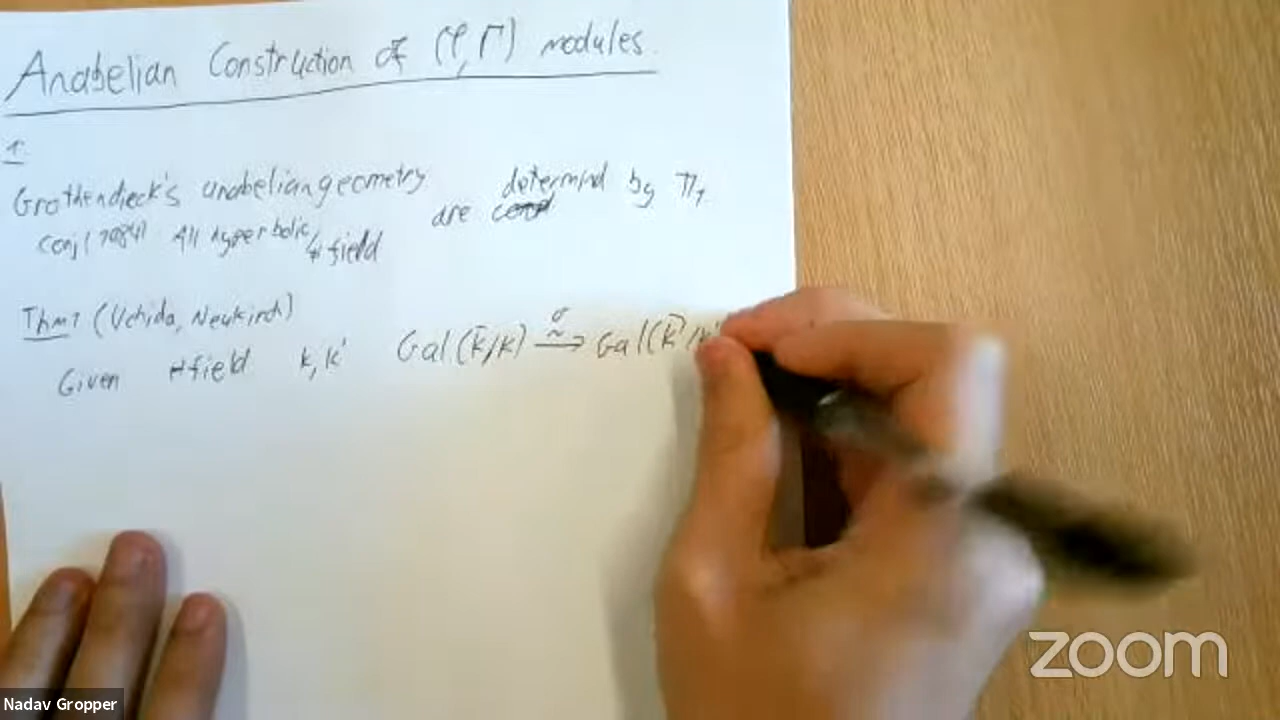 Anabelian Construction of (φ,Γ) modules.
1.
Grothendieck's anabelian geometry
Conj (1984) All hyperbolic / # field are determind by π₁
Thm 1 (Uchida, Neukirch)
Given # field k, k' Gal(k̄/k) →̃ σ Gal(k̄'/k'
zoom
Nadav Gropper